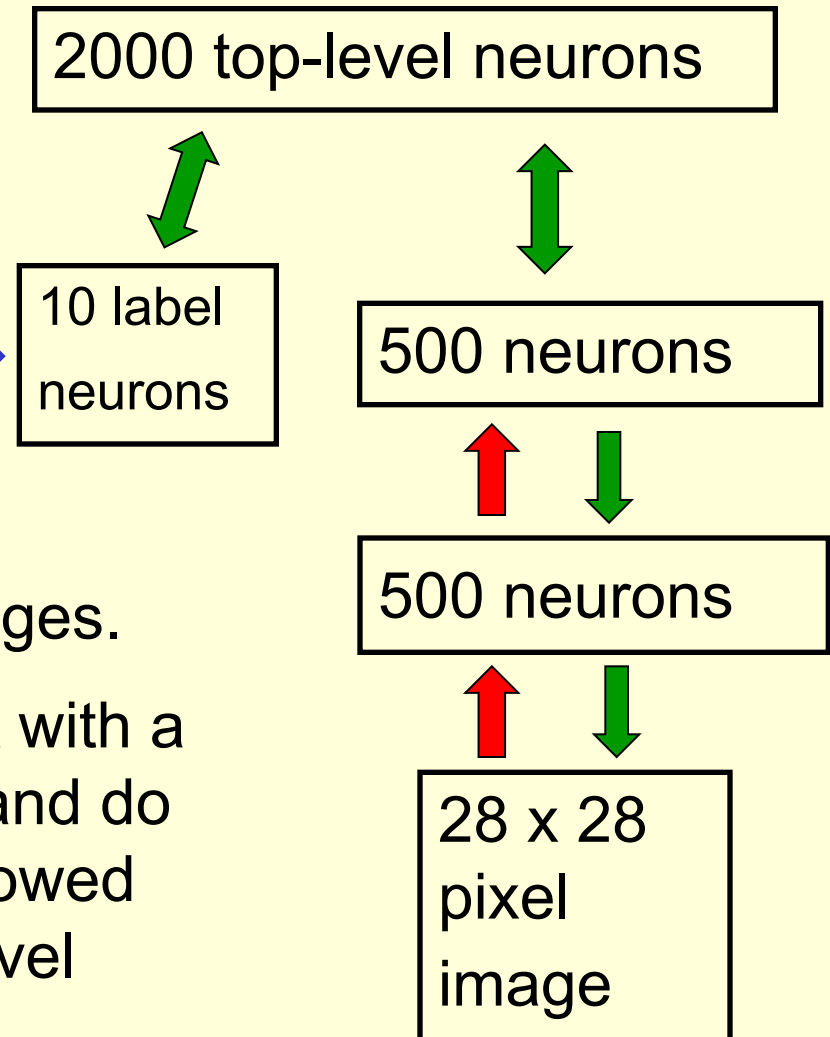 2000 top-level neurons
10 label
neurons
500 neurons
500 neurons
28 x 28
pixel
image
ges.
with a
and do
owed
vel